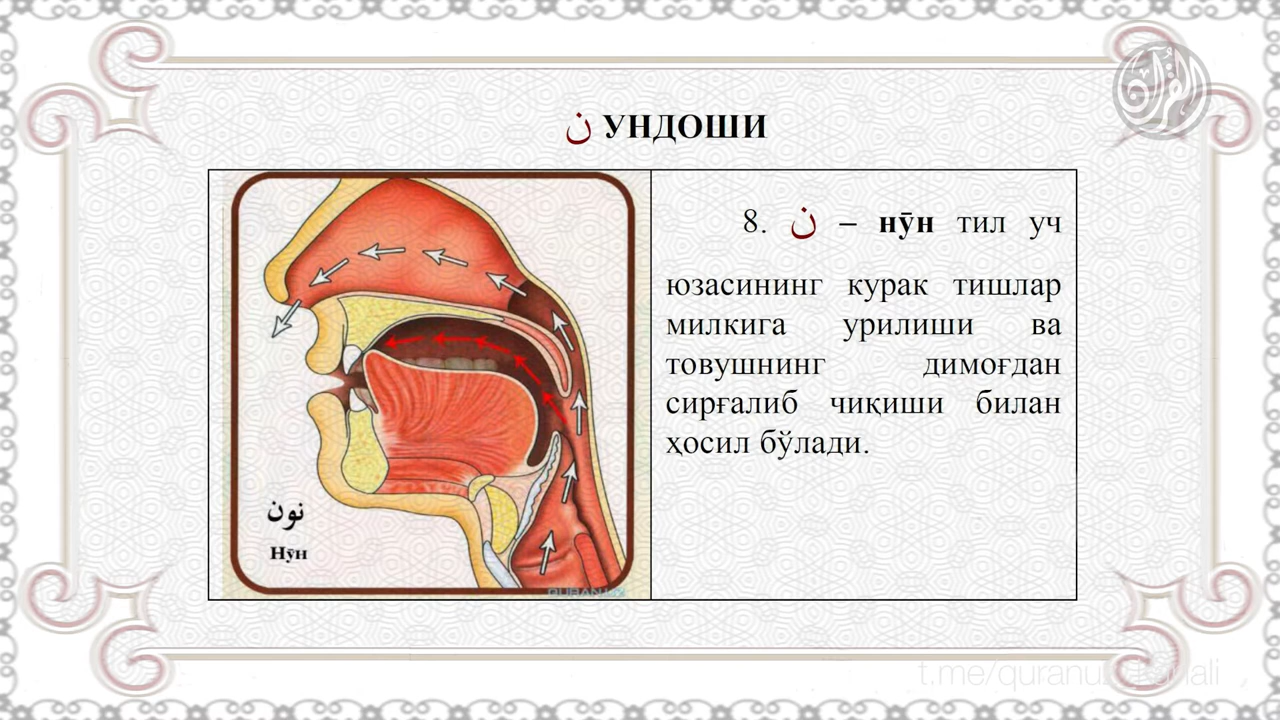 ن УНДОШИ
8. ن – нӯн тил уч
юзасининг курак тишлар
милкига урилиши ва
товушнинг димоғдан
сирғалиб чиқиши билан
ҳосил бўлади.
نون
Нӯн
القرآن